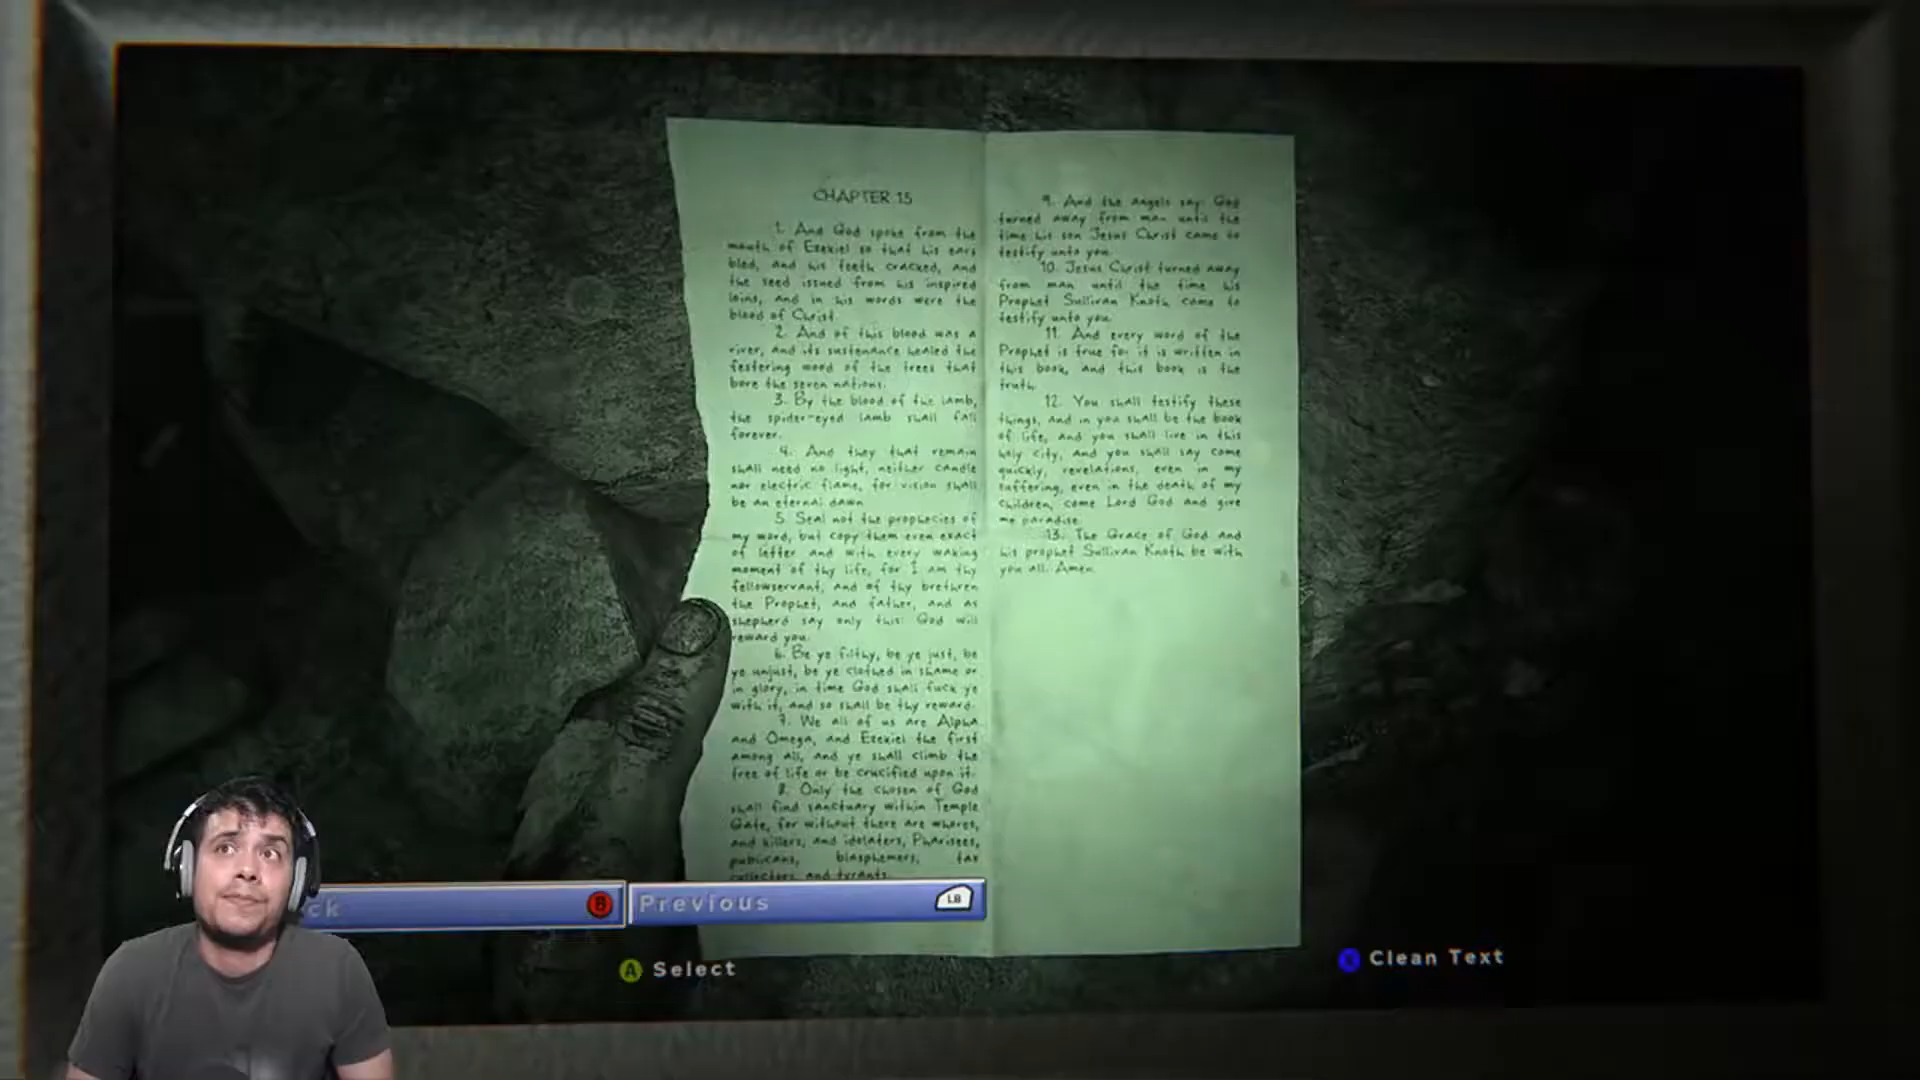 CHAPTER 15
1. And God spoke from the
mouth of Ezekiel so that his ears
bled, and his teeth cracked, and
the seed issued from his inspired
loins, and in his words were the
blood of Christ.
2. And of this blood was a
river, and its sustenance healed the
festering wood of the trees that
bore the seven nations.
3. By the blood of the lamb,
the spider-eyed lamb shall fall
forever.
4. And they that remain
shall need no light, neither candle
nor electric flame, for vision shall
be an eternal dawn
5. Seal not the prophecies of
my word, but copy them even exact
of letter and with every waking
moment of thy life, for I am thy
fellowservant, and of thy brethren
the Prophet, and father, and as
shepherd say only this: God will
reward you.
6. Be ye filthy, be ye just, be
ye unjust, be ye clothed in shame or
in glory, in time God shall fuck ye
with it, and so shall be thy reward.
7. We all of us are Alpha
and Omega, and Ezekiel the first
among all, and ye shall climb the
tree of life or be crucified upon it.
8. Only the chosen of God
shall find sanctuary within Temple
Gate, for without there are whores,
and killers, and idolaters, Pharisees,
publicans, blasphemers, tax
collectors, and tyrants.
9. And the angels say: God
turned away from man until the
time his son Jesus Christ came to
testify unto you.
10. Jesus Christ turned away
from man until the time his
Prophet Sullivan Knoth came to
testify unto you.
11. And every word of the
Prophet is true for it is written in
this book, and this book is the
truth.
12. You shall testify these
things, and in you shall be the book
of life, and you shall live in this
holy city, and you shall say come
quickly, revelations, even in my
suffering, even in the death of my
children, come Lord God and give
me paradise.
13. The Grace of God and
his prophet Sullivan Knoth be with
you all. Amen.
ck B Previous LB
A Select
X Clean Text